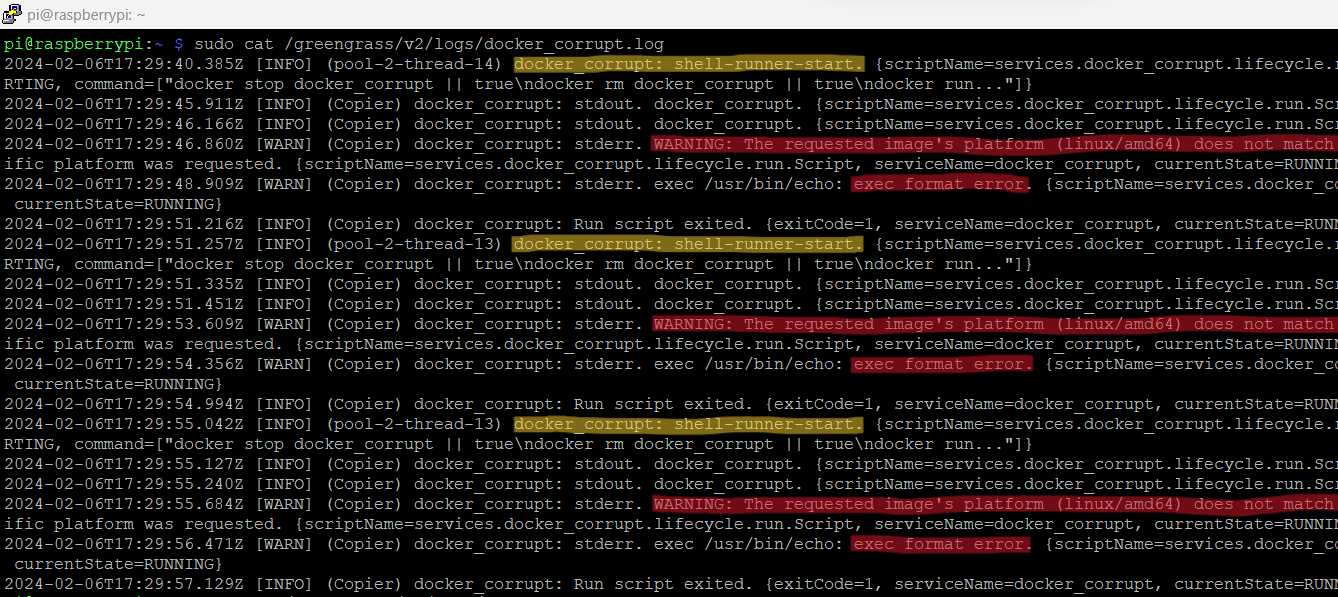 pi@raspberrypi: ~
pi@raspberrypi:~ $ sudo cat /greengrass/v2/logs/docker_corrupt.log
2024-02-06T17:29:40.385Z [INFO] (pool-2-thread-14) docker_corrupt: shell-runner-start. {scriptName=services.docker_corrupt.lifecycle.r
RTING, command=["docker stop docker_corrupt || true\ndocker rm docker_corrupt || true\ndocker run..."]}
2024-02-06T17:29:45.911Z [INFO] (Copier) docker_corrupt: stdout. docker_corrupt. {scriptName=services.docker_corrupt.lifecycle.run.Scr
2024-02-06T17:29:46.166Z [INFO] (Copier) docker_corrupt: stdout. docker_corrupt. {scriptName=services.docker_corrupt.lifecycle.run.Scr
2024-02-06T17:29:46.860Z [WARN] (Copier) docker_corrupt: stderr. WARNING: The requested image's platform (linux/amd64) does not match
ific platform was requested. {scriptName=services.docker_corrupt.lifecycle.run.Script, serviceName=docker_corrupt, currentState=RUNNIN
2024-02-06T17:29:48.909Z [WARN] (Copier) docker_corrupt: stderr. exec /usr/bin/echo: exec format error. {scriptName=services.docker_co
currentState=RUNNING}
2024-02-06T17:29:51.216Z [INFO] (Copier) docker_corrupt: Run script exited. {exitCode=1, serviceName=docker_corrupt, currentState=RUNN
2024-02-06T17:29:51.257Z [INFO] (pool-2-thread-13) docker_corrupt: shell-runner-start. {scriptName=services.docker_corrupt.lifecycle.r
RTING, command=["docker stop docker_corrupt || true\ndocker rm docker_corrupt || true\ndocker run..."]}
2024-02-06T17:29:51.335Z [INFO] (Copier) docker_corrupt: stdout. docker_corrupt. {scriptName=services.docker_corrupt.lifecycle.run.Scr
2024-02-06T17:29:51.451Z [INFO] (Copier) docker_corrupt: stdout. docker_corrupt. {scriptName=services.docker_corrupt.lifecycle.run.Scr
2024-02-06T17:29:53.609Z [WARN] (Copier) docker_corrupt: stderr. WARNING: The requested image's platform (linux/amd64) does not match
ific platform was requested. {scriptName=services.docker_corrupt.lifecycle.run.Script, serviceName=docker_corrupt, currentState=RUNNIN
2024-02-06T17:29:54.356Z [WARN] (Copier) docker_corrupt: stderr. exec /usr/bin/echo: exec format error. {scriptName=services.docker_co
currentState=RUNNING}
2024-02-06T17:29:54.994Z [INFO] (Copier) docker_corrupt: Run script exited. {exitCode=1, serviceName=docker_corrupt, currentState=RUNN
2024-02-06T17:29:55.042Z [INFO] (pool-2-thread-13) docker_corrupt: shell-runner-start. {scriptName=services.docker_corrupt.lifecycle.r
RTING, command=["docker stop docker_corrupt || true\ndocker rm docker_corrupt || true\ndocker run..."]}
2024-02-06T17:29:55.127Z [INFO] (Copier) docker_corrupt: stdout. docker_corrupt. {scriptName=services.docker_corrupt.lifecycle.run.Scr
2024-02-06T17:29:55.240Z [INFO] (Copier) docker_corrupt: stdout. docker_corrupt. {scriptName=services.docker_corrupt.lifecycle.run.Scr
2024-02-06T17:29:55.684Z [WARN] (Copier) docker_corrupt: stderr. WARNING: The requested image's platform (linux/amd64) does not match
ific platform was requested. {scriptName=services.docker_corrupt.lifecycle.run.Script, serviceName=docker_corrupt, currentState=RUNNIN
2024-02-06T17:29:56.471Z [WARN] (Copier) docker_corrupt: stderr. exec /usr/bin/echo: exec format error. {scriptName=services.docker_co
currentState=RUNNING}
2024-02-06T17:29:57.129Z [INFO] (Copier) docker_corrupt: Run script exited. {exitCode=1, serviceName=docker_corrupt, currentState=RUNN